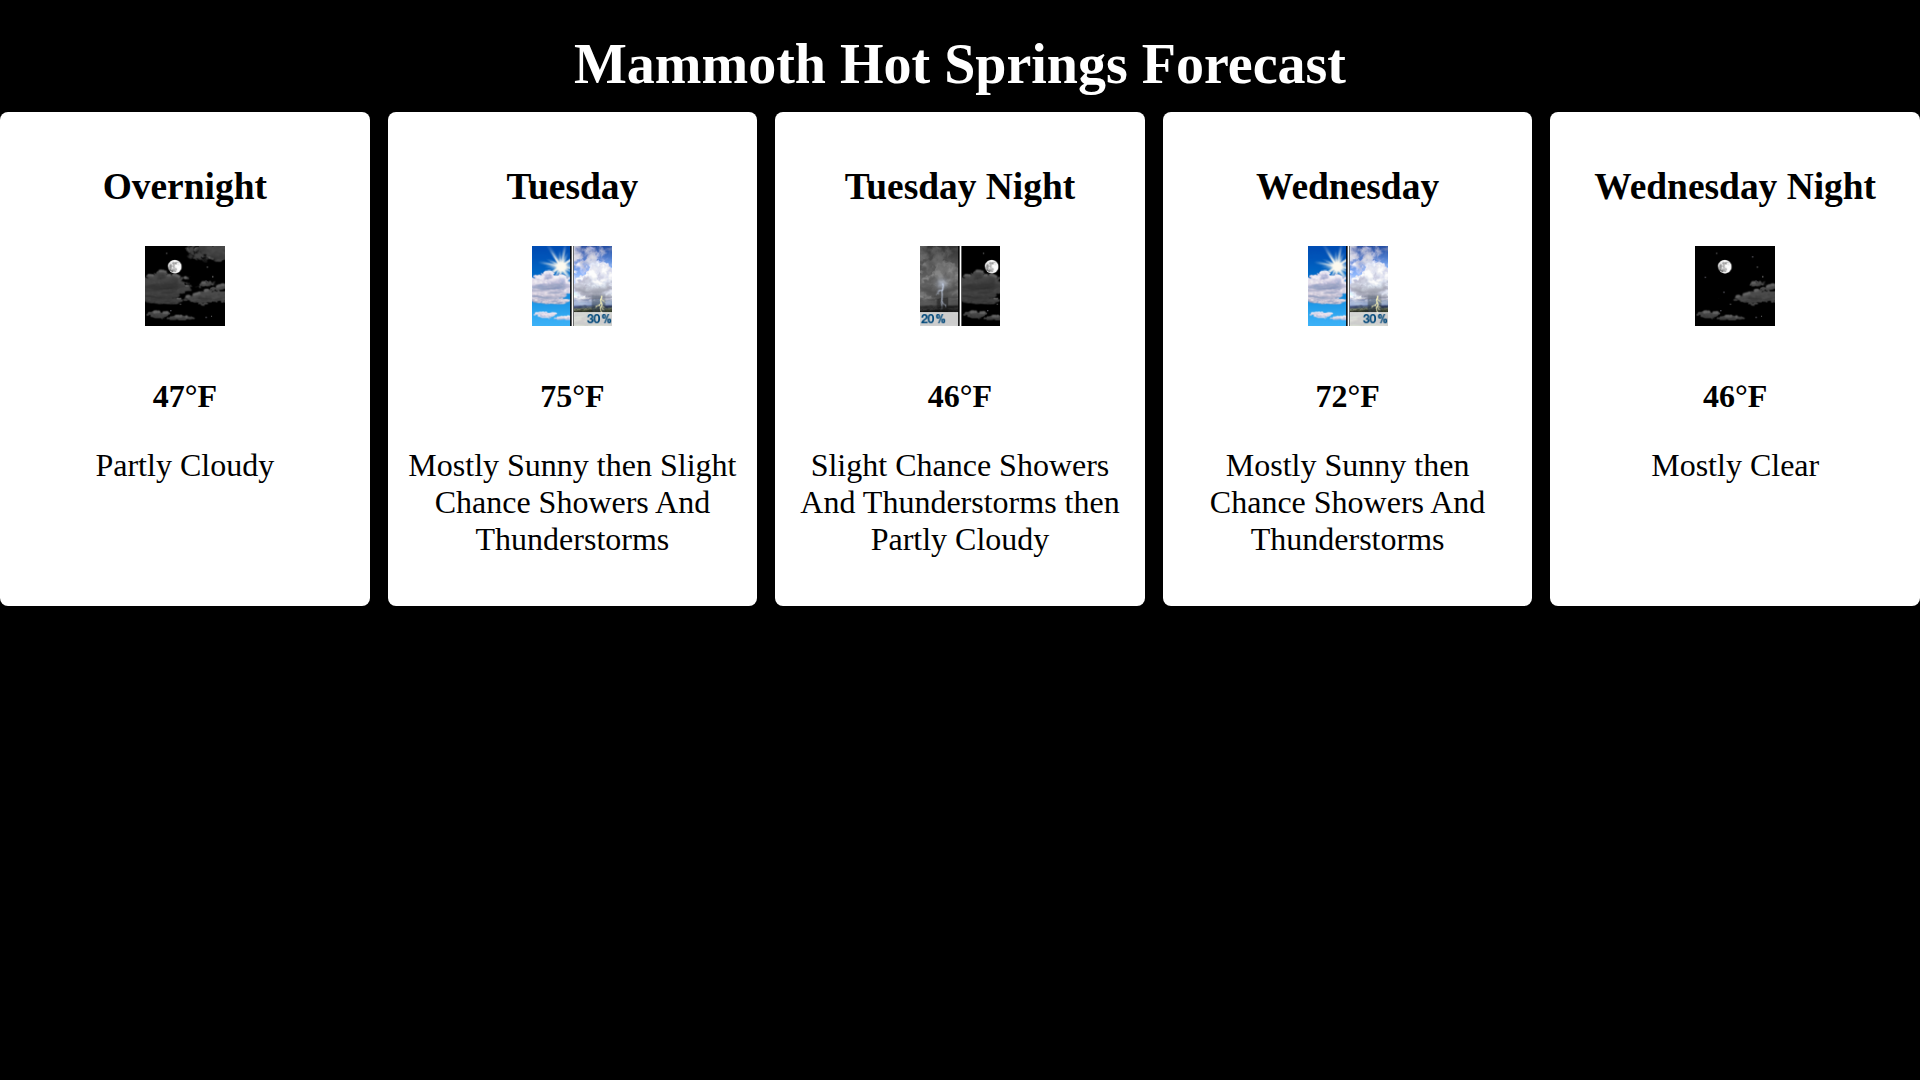 Mammoth Hot Springs Forecast
Overnight
47°F
Partly Cloudy
Tuesday
30%
75°F
Mostly Sunny then Slight
Chance Showers And
Thunderstorms
Tuesday Night
20%
46°F
Slight Chance Showers
And Thunderstorms then
Partly Cloudy
Wednesday
30%
72°F
Mostly Sunny then
Chance Showers And
Thunderstorms
Wednesday Night
46°F
Mostly Clear